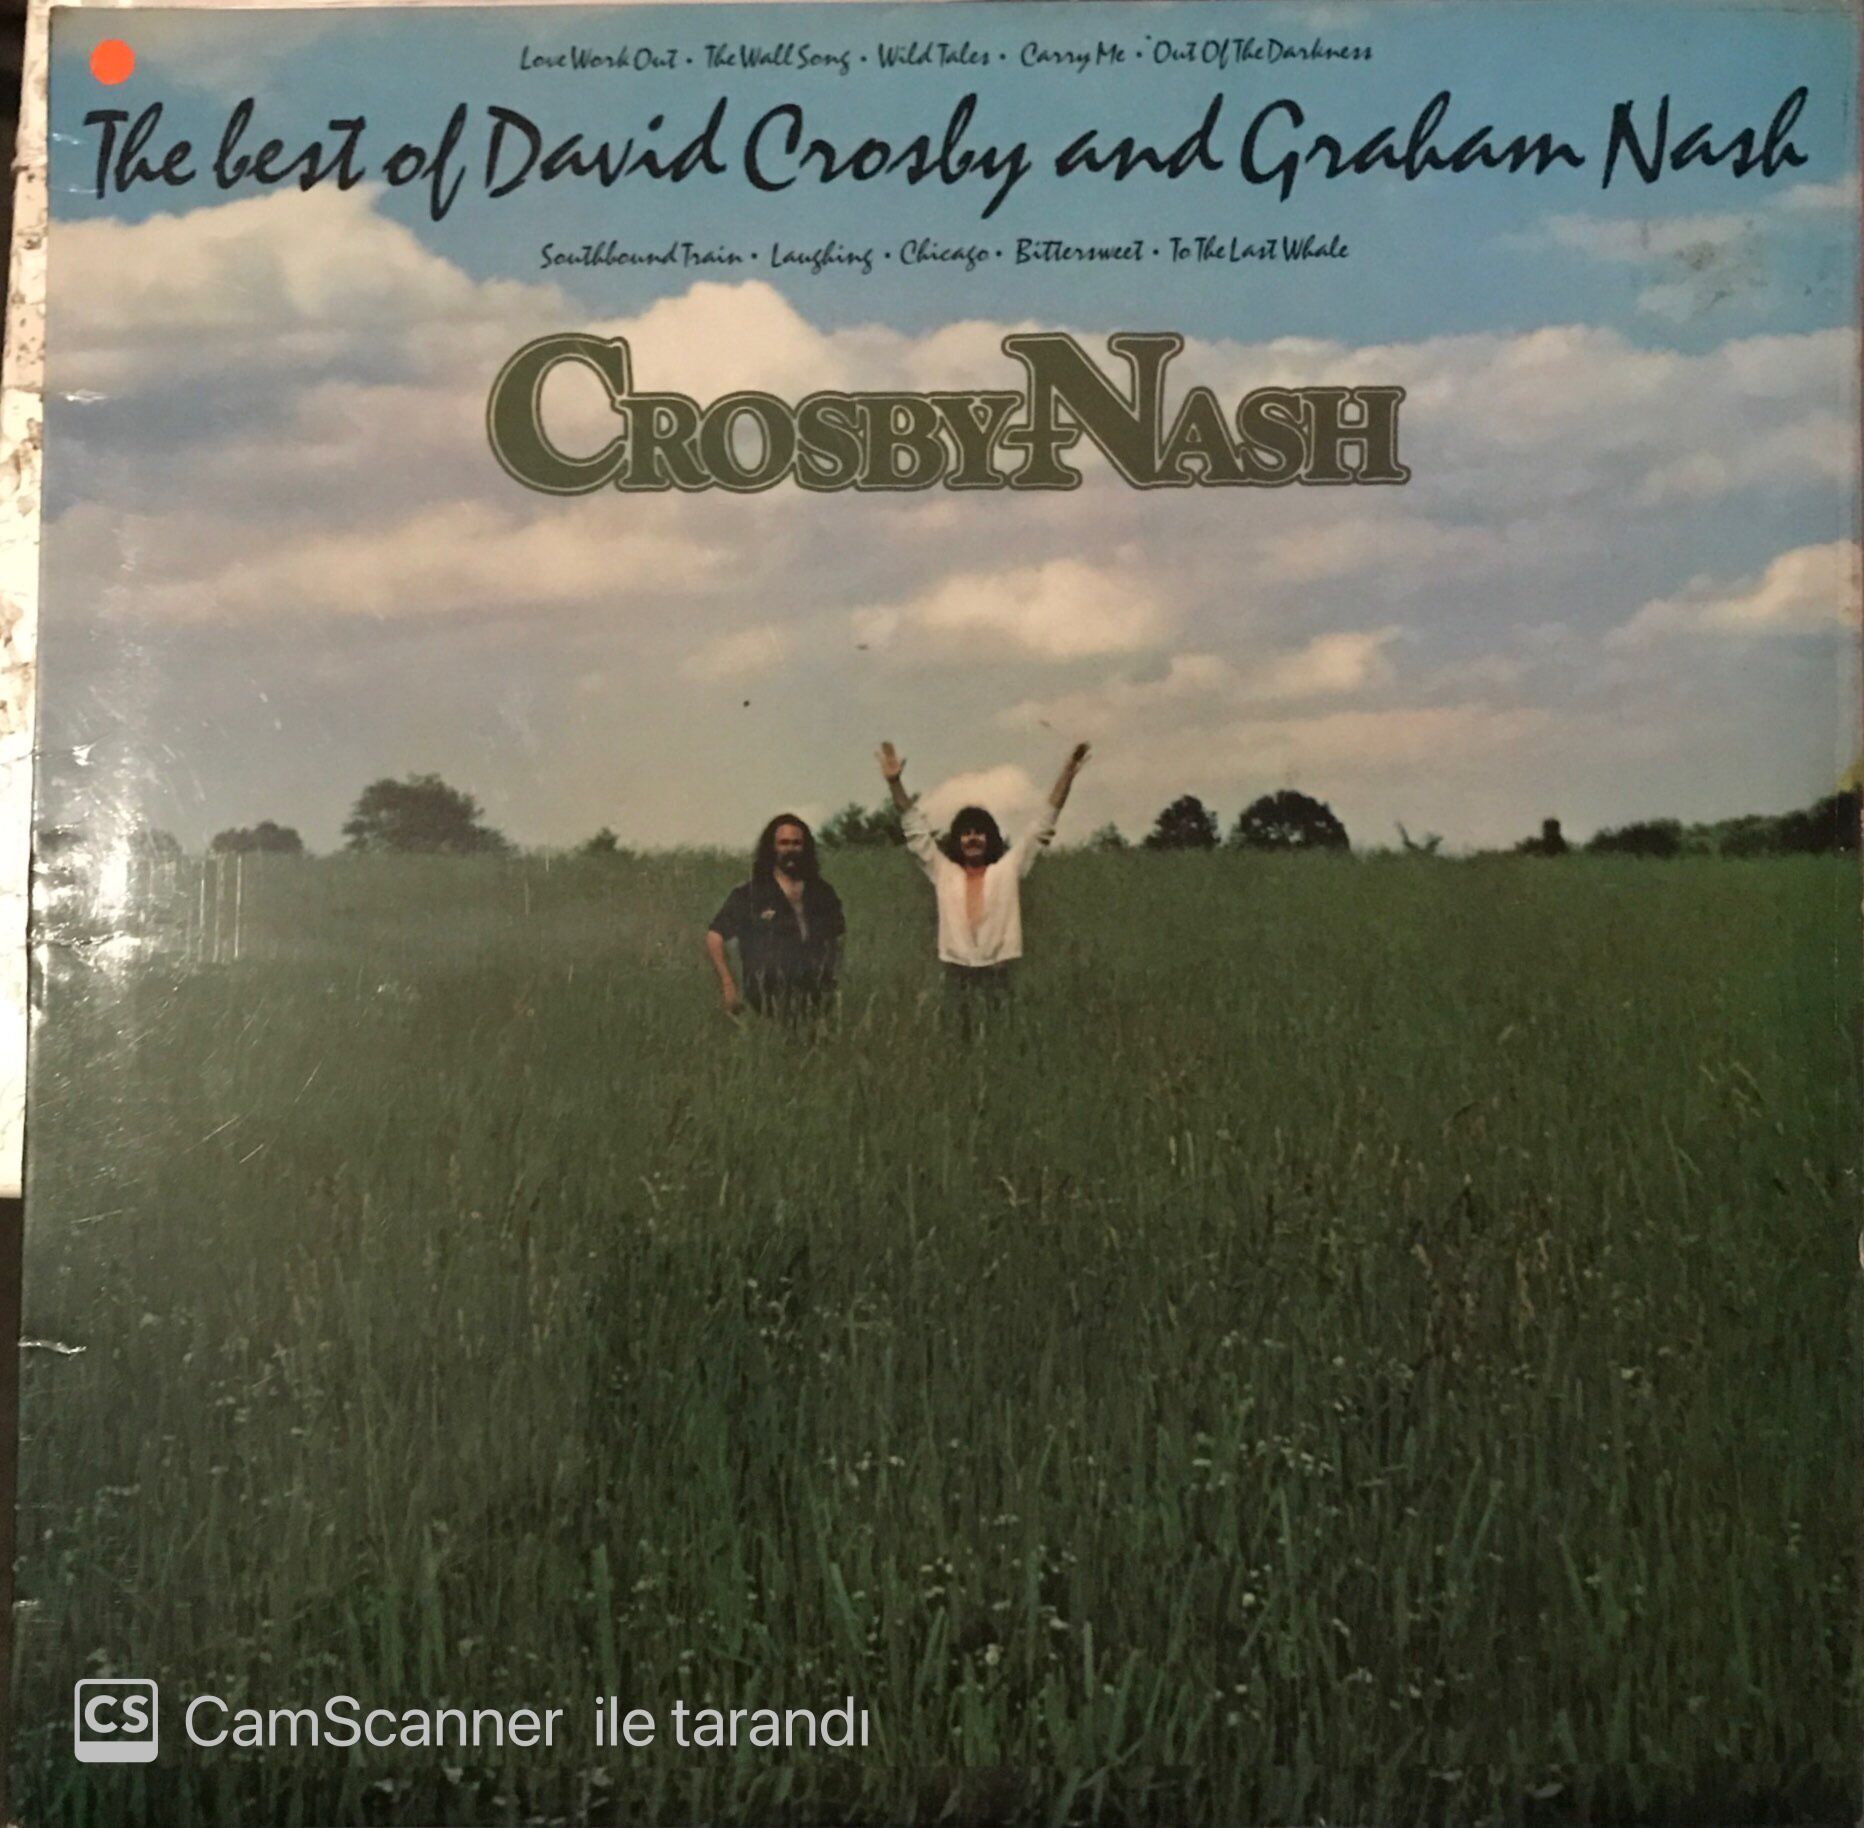 Love Work Out • The Wall Song • Wild Tales • Carry Me • Out Of The Darkness
The best of David Crosby and Graham Nash
Southbound Train • Laughing • Chicago • Bittersweet • To The Last Whale
CROSBY-NASH
CS CamScanner ile tarandı